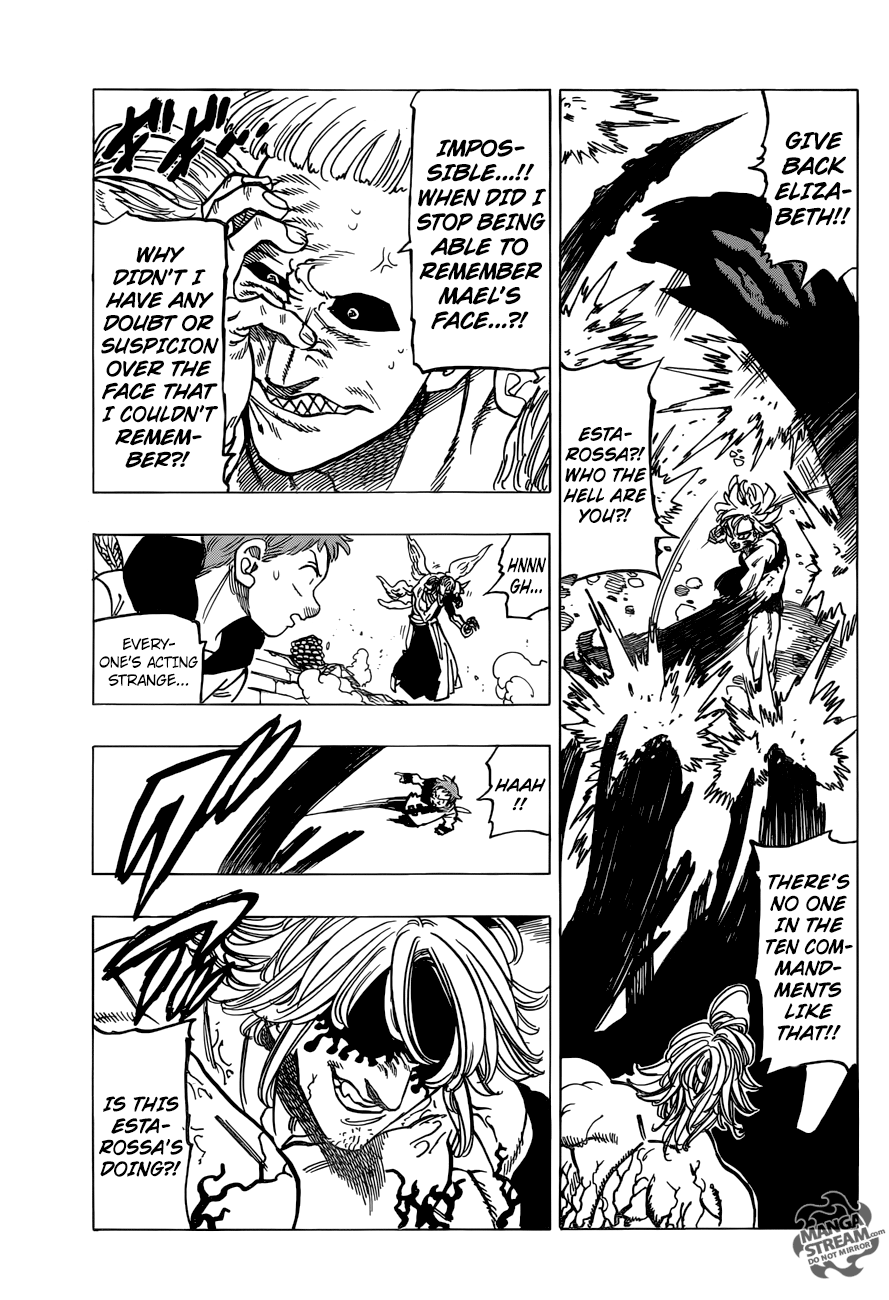 GIVE
BACK
ELIZA-
BETH!!
ESTA-
ROSSA?!
WHO THE
HELL ARE
YOU?!
THERE'S
NO ONE
IN THE
TEN COM-
MAND-
MENTS
LIKE
THAT!!
IMPOS-
SIBLE...!!
WHEN DID I
STOP BEING
ABLE TO
REMEMBER
MAEL'S
FACE...?!
ギギ...
WHY
DIDN'T I
HAVE ANY
DOUBT OR
SUSPICION
OVER THE
FACE THAT
I COULDN'T
REMEM-
BER?!
HNNN
GH...
EVERY-
ONE'S ACTING
STRANGE...
HAAH
!!
IS THIS
ESTA-
ROSSA'S
DOING?!
MANGA
STREAM.com
DO NOT MIRROR